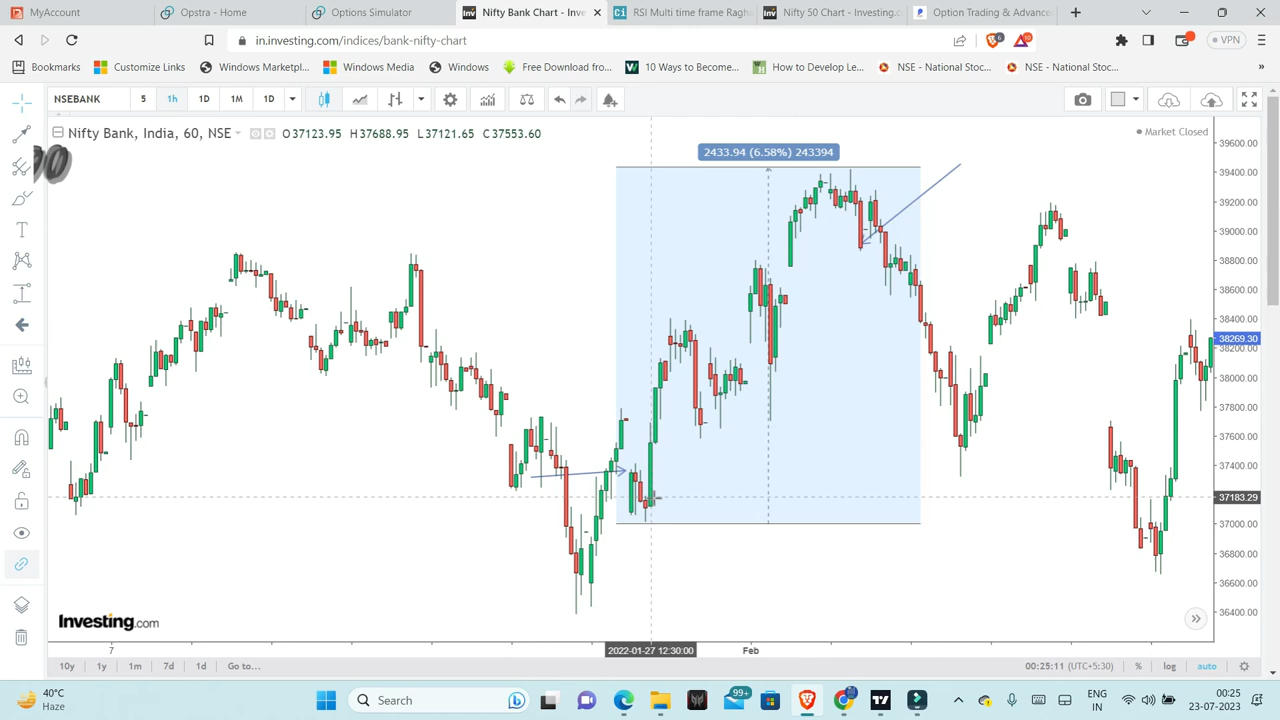 MyAccount
Opstra - Home
Options Simulator
Nifty Bank Chart - Inve
RSI Multi time frame Ragh
Nifty 50 Chart - Investing.c
Option Trading & Advance
in.investing.com/indices/bank-nifty-chart
6
10
VPN
Bookmarks
Customize Links
Windows Marketpl...
Windows Media
Windows
Free Download fro...
10 Ways to Become...
How to Develop Le...
NSE - National Stoc...
NSE - National Stoc...
»
NSEBANK
5
1h
1D
1M
1D
Nifty Bank, India, 60, NSE
O37123.95 H37688.95 L37121.65 C37553.60
Market Closed
2433.94 (6.58%) 243394
39600.00
39400.00
39200.00
39000.00
38800.00
38600.00
38400.00
38269.30
38200.00
38000.00
37800.00
37600.00
37400.00
37183.29
37000.00
36800.00
36600.00
36400.00
Investing.com
7
2022-01-27 12:30:00
Feb
10y
1y
1m
7d
1d
Go to...
00:25:11 (UTC+5:30)
%
log
auto
40°C
Haze
Search
99+
ENG
IN
00:25
23-07-2023